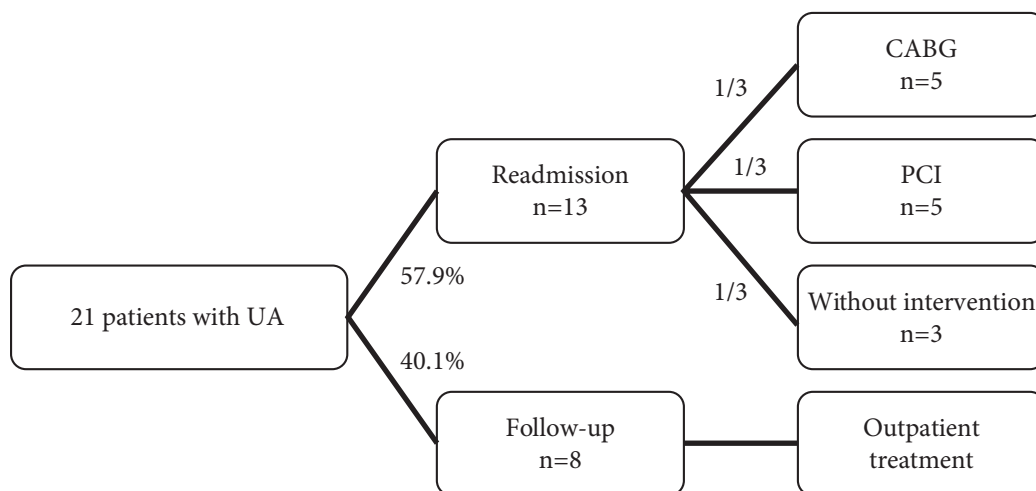 21 patients with UA
57.9%
40.1%
Readmission
n=13
Follow-up
n=8
1/3
1/3
1/3
CABG
n=5
PCI
n=5
Without intervention
n=3
Outpatient
treatment